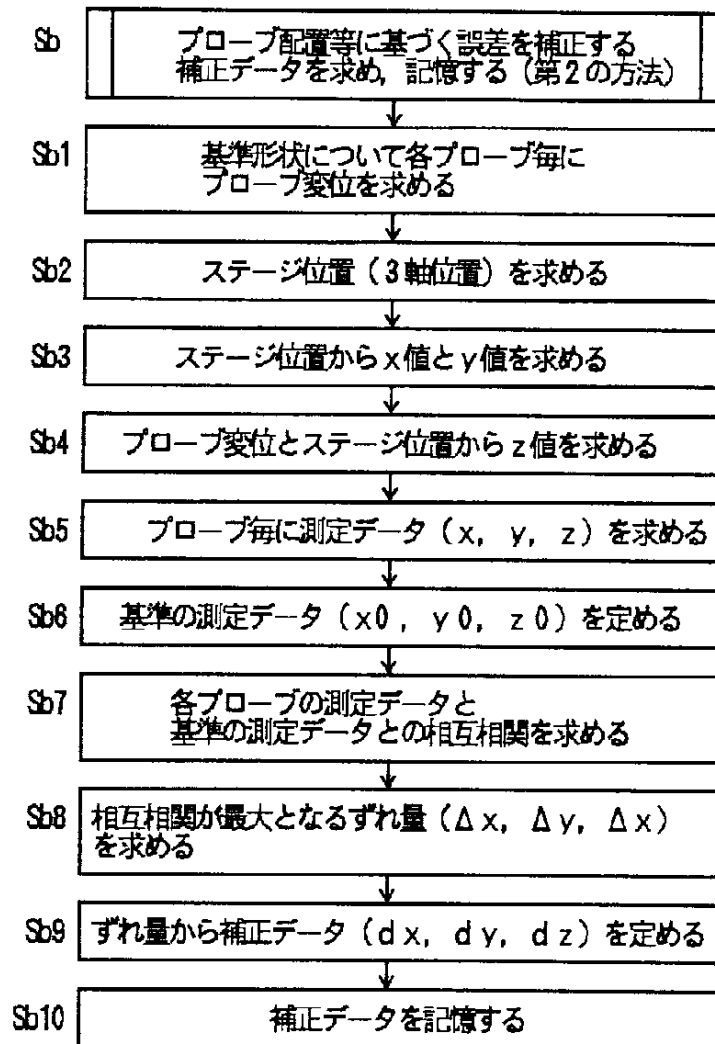 Sb
プローブ配置等に基づく誤差を補正する
補正データを求め, 記憶する (第2の方法)
Sb1
基準形状について各プローブ毎に
プローブ変位を求める
Sb2
ステージ位置 (3軸位置) を求める
Sb3
ステージ位置からx値とy値を求める
Sb4
プローブ変位とステージ位置からz値を求める
Sb5
プローブ毎に測定データ (x, y, z) を求める
Sb6
基準の測定データ (x0, y0, z0) を定める
Sb7
各プローブの測定データと
基準の測定データとの相互相関を求める
Sb8
相互相関が最大となるずれ量 (Δx, Δy, Δx)
を求める
Sb9
ずれ量から補正データ (dx, dy, dz) を定める
Sb10
補正データを記憶する